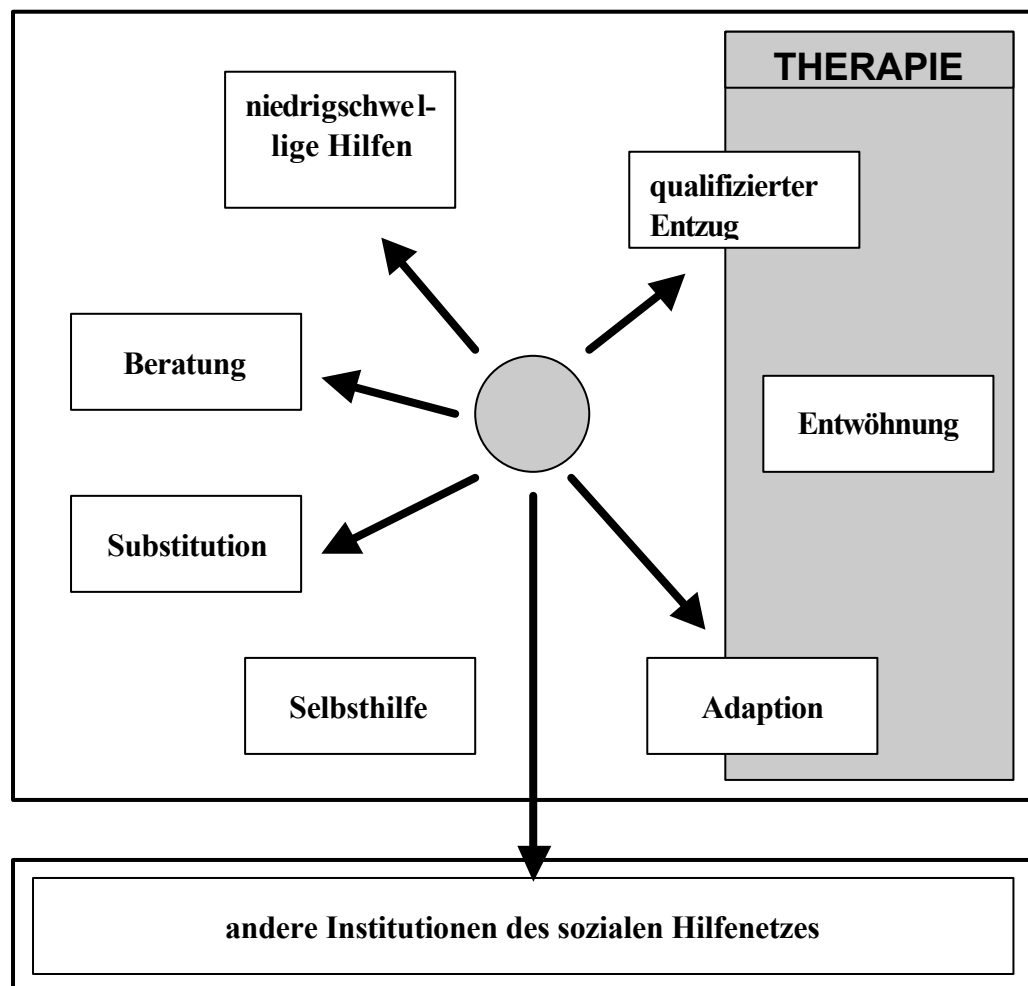 THERAPIE
niedrigschwel-
lige Hilfen
qualifizierter
Entzug
Beratung
Entwöhnung
Substitution
Selbsthilfe
Adaption
andere Institutionen des sozialen Hilfenetzes